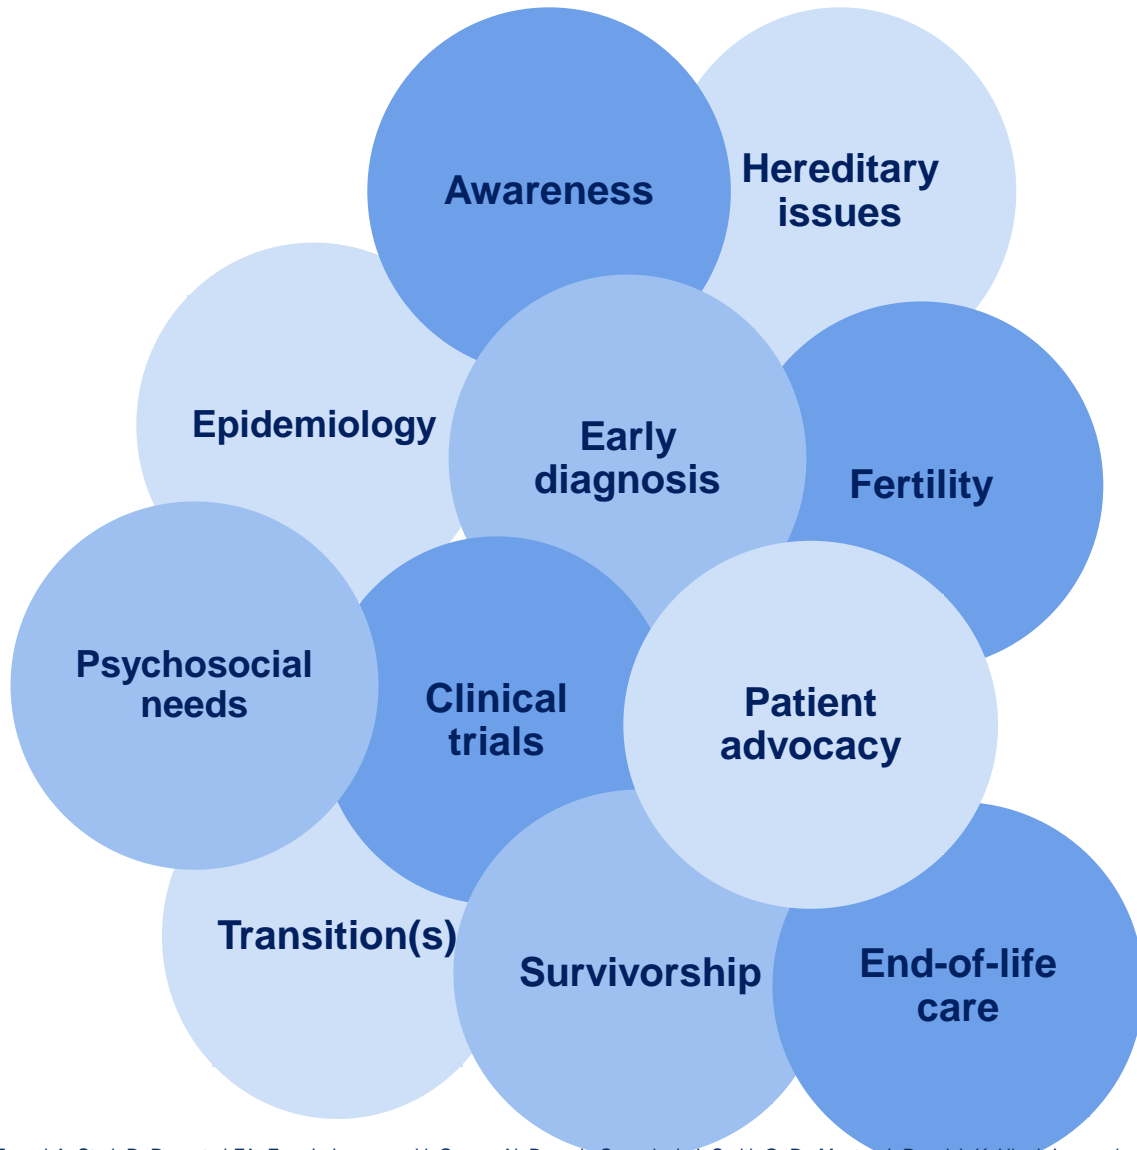 Awareness
Hereditary
issues
Epidemiology
Early
diagnosis
Fertility
Psychosocial
needs
Clinical
trials
Patient
advocacy
Transition(s)
Survivorship
End-of-life
care